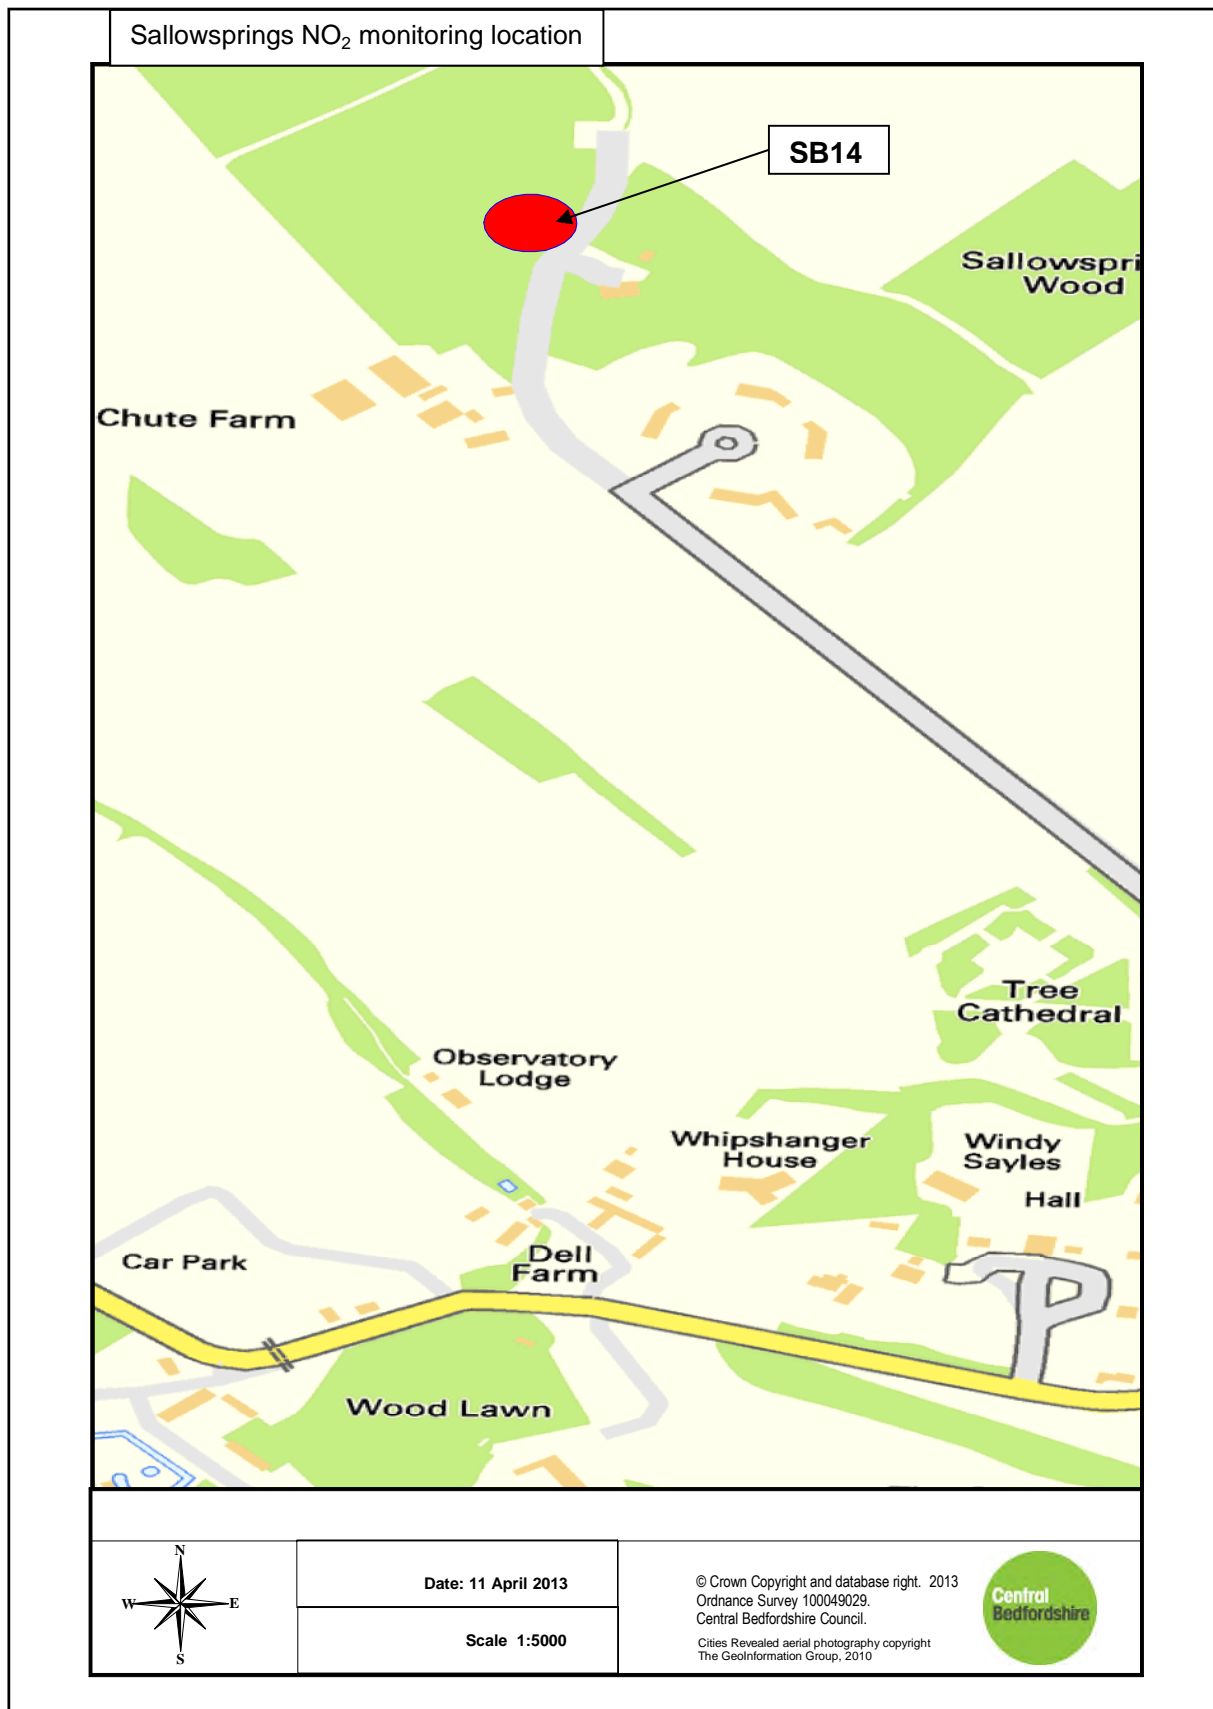 Sallowsprings NO₂ monitoring location
SB14
Sallowspri
Wood
Chute Farm
Tree
Cathedral
Observatory
Lodge
Whipshanger
House
Windy
Sayles
Hall
Car Park
Dell
Farm
Wood Lawn
N
W E
S
Date: 11 April 2013
Scale 1:5000
© Crown Copyright and database right. 2013
Ordnance Survey 100049029.
Central Bedfordshire Council.
Cities Revealed aerial photography copyright
The GeoInformation Group, 2010
Central
Bedfordshire